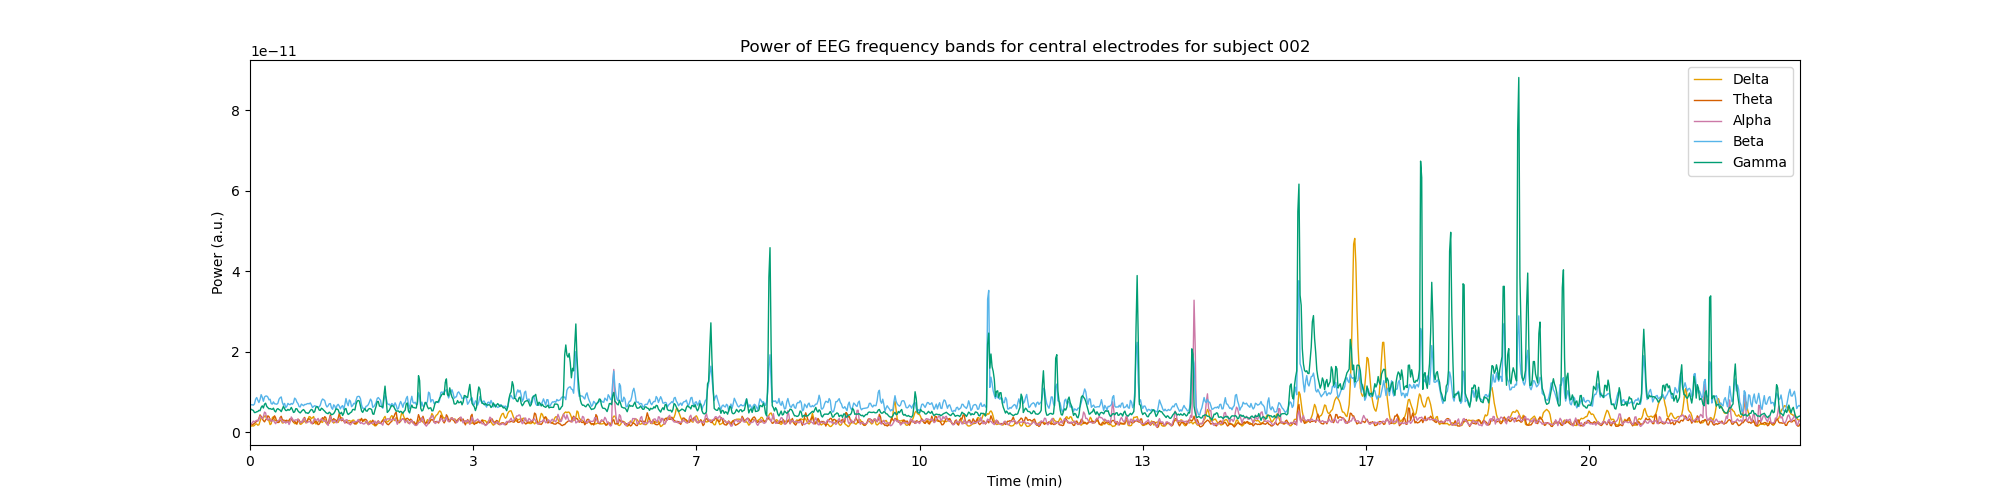 Power of EEG frequency bands for central electrodes for subject 002
1e−11
8
6
4
2
0
Power (a.u.)
0 3 7 10 13 17 20
Time (min)
Delta
Theta
Alpha
Beta
Gamma